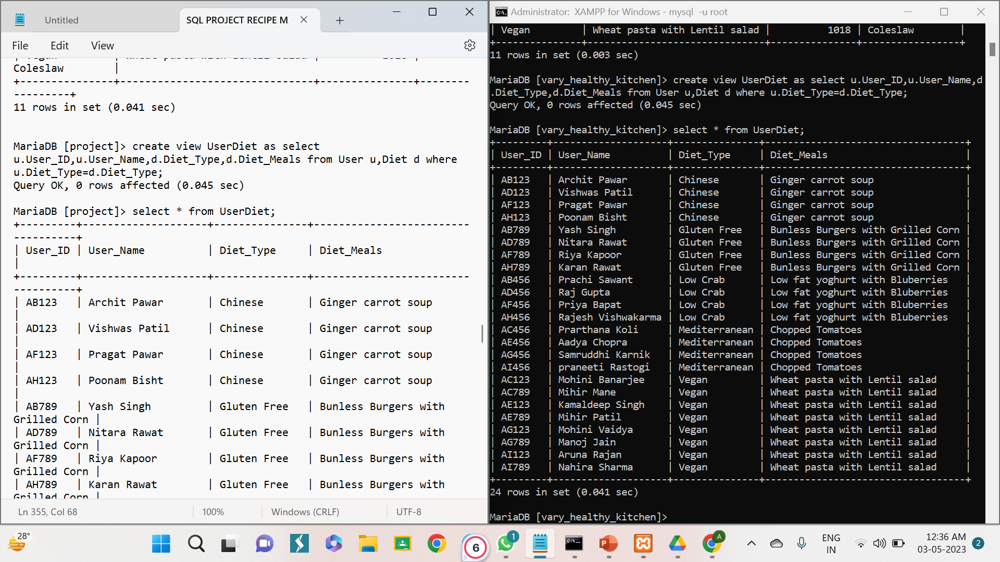 Untitled
SQL PROJECT RECIPE M
File Edit View
Coleslaw |
+---------------+-------------------------------+---------------+--------
---------+
11 rows in set (0.041 sec)
MariaDB [project]> create view UserDiet as select
u.User_ID,u.User_Name,d.Diet_Type,d.Diet_Meals from User u,Diet d where
u.Diet_Type=d.Diet_Type;
Query OK, 0 rows affected (0.045 sec)
MariaDB [project]> select * from UserDiet;
+---------+--------------------+---------------+-------------------------
----------+
| User_ID | User_Name | Diet_Type | Diet_Meals
|
+---------+--------------------+---------------+-------------------------
----------+
| AB123 | Archit Pawar | Chinese | Ginger carrot soup
|
| AD123 | Vishwas Patil | Chinese | Ginger carrot soup
|
| AF123 | Pragat Pawar | Chinese | Ginger carrot soup
|
| AH123 | Poonam Bisht | Chinese | Ginger carrot soup
|
| AB789 | Yash Singh | Gluten Free | Bunless Burgers with
Grilled Corn |
| AD789 | Nitara Rawat | Gluten Free | Bunless Burgers with
Grilled Corn |
| AF789 | Riya Kapoor | Gluten Free | Bunless Burgers with
Grilled Corn |
| AH789 | Karan Rawat | Gluten Free | Bunless Burgers with
Grilled Corn |
Ln 355, Col 68 100% Windows (CRLF) UTF-8
Administrator: XAMPP for Windows - mysql -u root
| Vegan | Wheat pasta with Lentil salad | 1018 | Coleslaw |
+---------------+-------------------------------+---------------+-----------------+
11 rows in set (0.003 sec)
MariaDB [vary_healthy_kitchen]> create view UserDiet as select u.User_ID,u.User_Name,d
.Diet_Type,d.Diet_Meals from User u,Diet d where u.Diet_Type=d.Diet_Type;
Query OK, 0 rows affected (0.045 sec)
MariaDB [vary_healthy_kitchen]> select * from UserDiet;
+---------+--------------------+---------------+-----------------------------------+
| User_ID | User_Name | Diet_Type | Diet_Meals |
+---------+--------------------+---------------+-----------------------------------+
| AB123 | Archit Pawar | Chinese | Ginger carrot soup |
| AD123 | Vishwas Patil | Chinese | Ginger carrot soup |
| AF123 | Pragat Pawar | Chinese | Ginger carrot soup |
| AH123 | Poonam Bisht | Chinese | Ginger carrot soup |
| AB789 | Yash Singh | Gluten Free | Bunless Burgers with Grilled Corn |
| AD789 | Nitara Rawat | Gluten Free | Bunless Burgers with Grilled Corn |
| AF789 | Riya Kapoor | Gluten Free | Bunless Burgers with Grilled Corn |
| AH789 | Karan Rawat | Gluten Free | Bunless Burgers with Grilled Corn |
| AB456 | Prachi Sawant | Low Crab | Low fat yoghurt with Bluberries |
| AD456 | Raj Gupta | Low Crab | Low fat yoghurt with Bluberries |
| AF456 | Priya Bapat | Low Crab | Low fat yoghurt with Bluberries |
| AH456 | Rajesh Vishwakarma | Low Crab | Low fat yoghurt with Bluberries |
| AC456 | Prarthana Koli | Mediterranean | Chopped Tomatoes |
| AE456 | Aadya Chopra | Mediterranean | Chopped Tomatoes |
| AG456 | Samruddhi Karnik | Mediterranean | Chopped Tomatoes |
| AI456 | praneeti Rastogi | Mediterranean | Chopped Tomatoes |
| AC123 | Mohini Banarjee | Vegan | Wheat pasta with Lentil salad |
| AC789 | Mihir Mane | Vegan | Wheat pasta with Lentil salad |
| AE123 | Kamaldeep Singh | Vegan | Wheat pasta with Lentil salad |
| AE789 | Mihir Patil | Vegan | Wheat pasta with Lentil salad |
| AG123 | Mohini Vaidya | Vegan | Wheat pasta with Lentil salad |
| AG789 | Manoj Jain | Vegan | Wheat pasta with Lentil salad |
| AI123 | Aruna Rajan | Vegan | Wheat pasta with Lentil salad |
| AI789 | Nahira Sharma | Vegan | Wheat pasta with Lentil salad |
+---------+--------------------+---------------+-----------------------------------+
24 rows in set (0.041 sec)
MariaDB [vary_healthy_kitchen]>
28°
6
1
A
ENG
IN
12:36 AM
03-05-2023
2